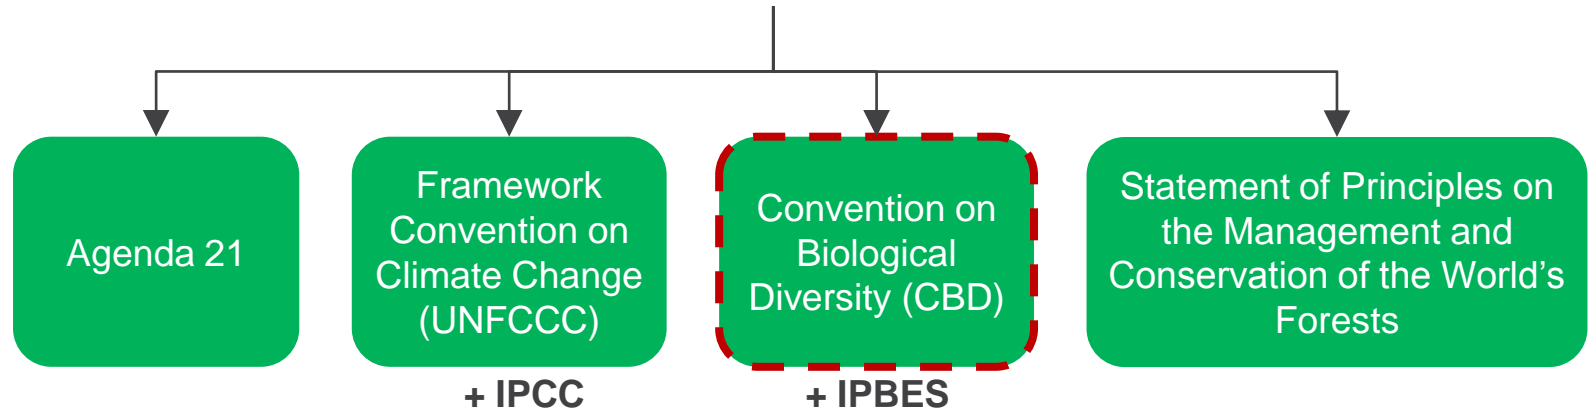 Agenda 21
Framework
Convention on
Climate Change
(UNFCCC)
+ IPCC
Convention on
Biological
Diversity (CBD)
+ IPBES
Statement of Principles on
the Management and
Conservation of the World’s
Forests